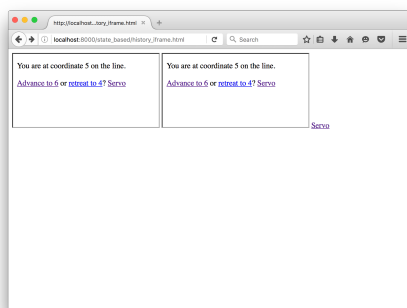 http://localhost...tory_iframe.html
localhost:8000/state_based/history_iframe.html
Search
You are at coordinate 5 on the line.
Advance to 6 or retreat to 4? Servo
You are at coordinate 5 on the line.
Advance to 6 or retreat to 4? Servo
Servo